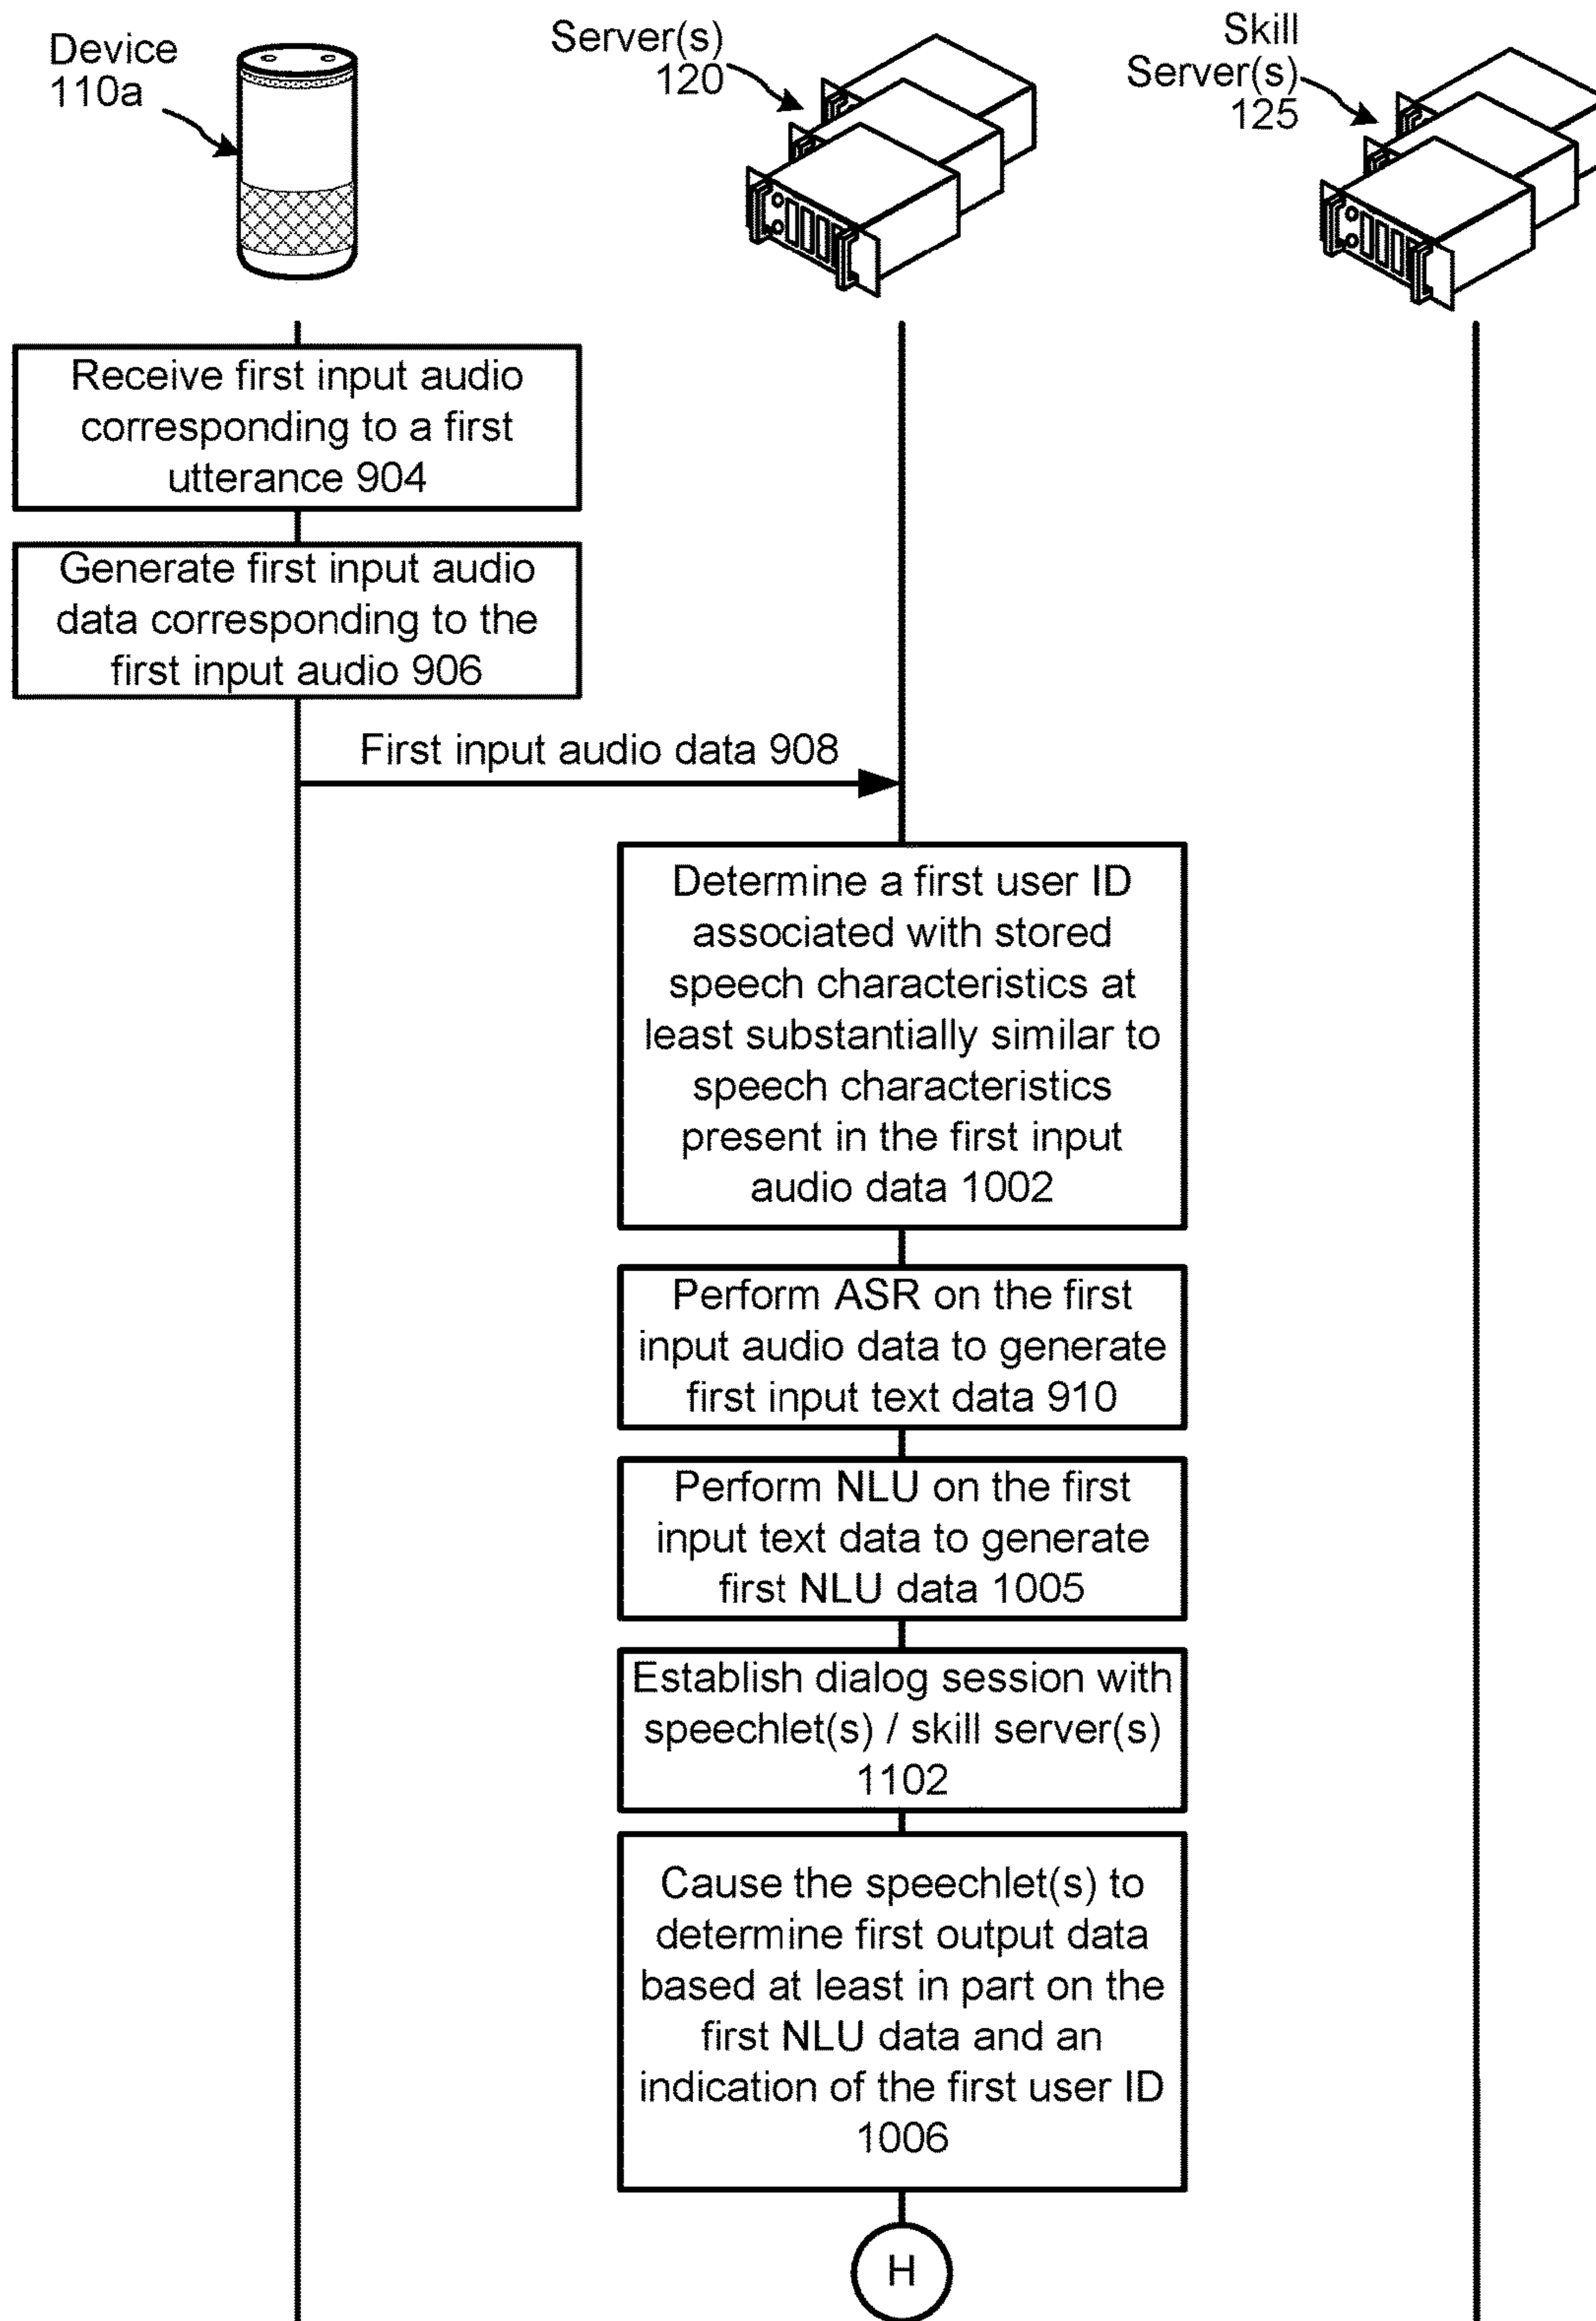 Device
110a
Server(s)
120
Skill
Server(s)
125
Receive first input audio
corresponding to a first
utterance 904
Generate first input audio
data corresponding to the
first input audio 906
First input audio data 908
Determine a first user ID
associated with stored
speech characteristics at
least substantially similar to
speech characteristics
present in the first input
audio data 1002
Perform ASR on the first
input audio data to generate
first input text data 910
Perform NLU on the first
input text data to generate
first NLU data 1005
Establish dialog session with
speechlet(s) / skill server(s)
1102
Cause the speechlet(s) to
determine first output data
based at least in part on the
first NLU data and an
indication of the first user ID
1006
H